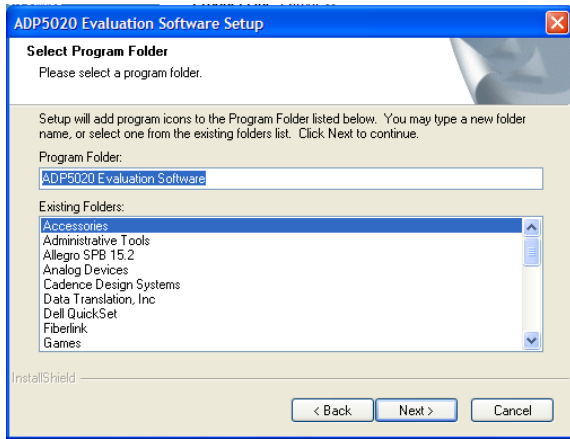 ADP5020 Evaluation Software Setup
Select Program Folder
Please select a program folder.
Setup will add program icons to the Program Folder listed below.  You may type a new folder
name, or select one from the existing folders list.  Click Next to continue.
Program Folder:
ADP5020 Evaluation Software
Existing Folders:
Accessories
Administrative Tools
Allegro SPB 15.2
Analog Devices
Cadence Design Systems
Data Translation, Inc
Dell QuickSet
Fiberlink
Games
InstallShield
< Back
Next >
Cancel